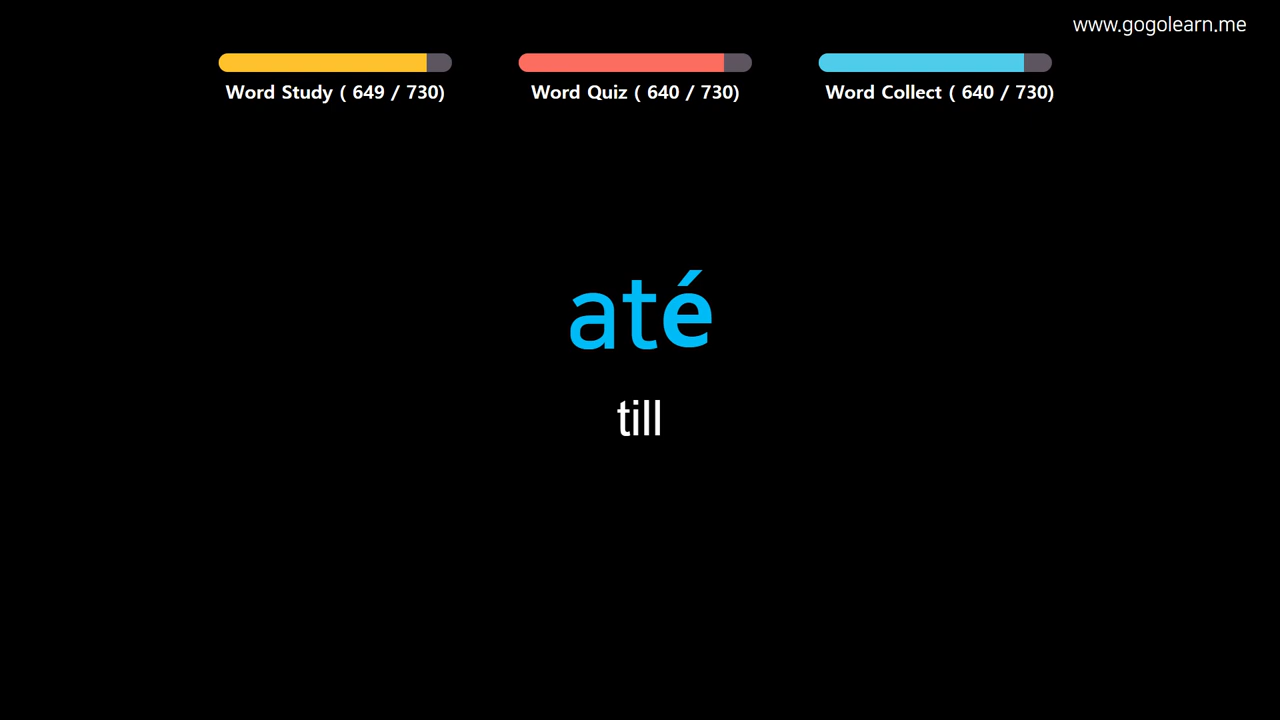 www.gogolearn.me
Word Study ( 649 / 730)
Word Quiz ( 640 / 730)
Word Collect ( 640 / 730)
até
till